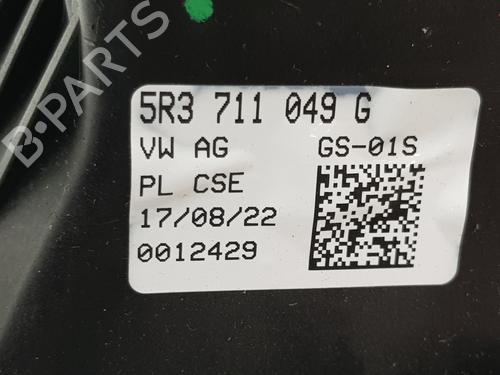 B-PARTS
5R3 711 049 G
VW AG GS-01S
PL CSE
17/08/22
0012429